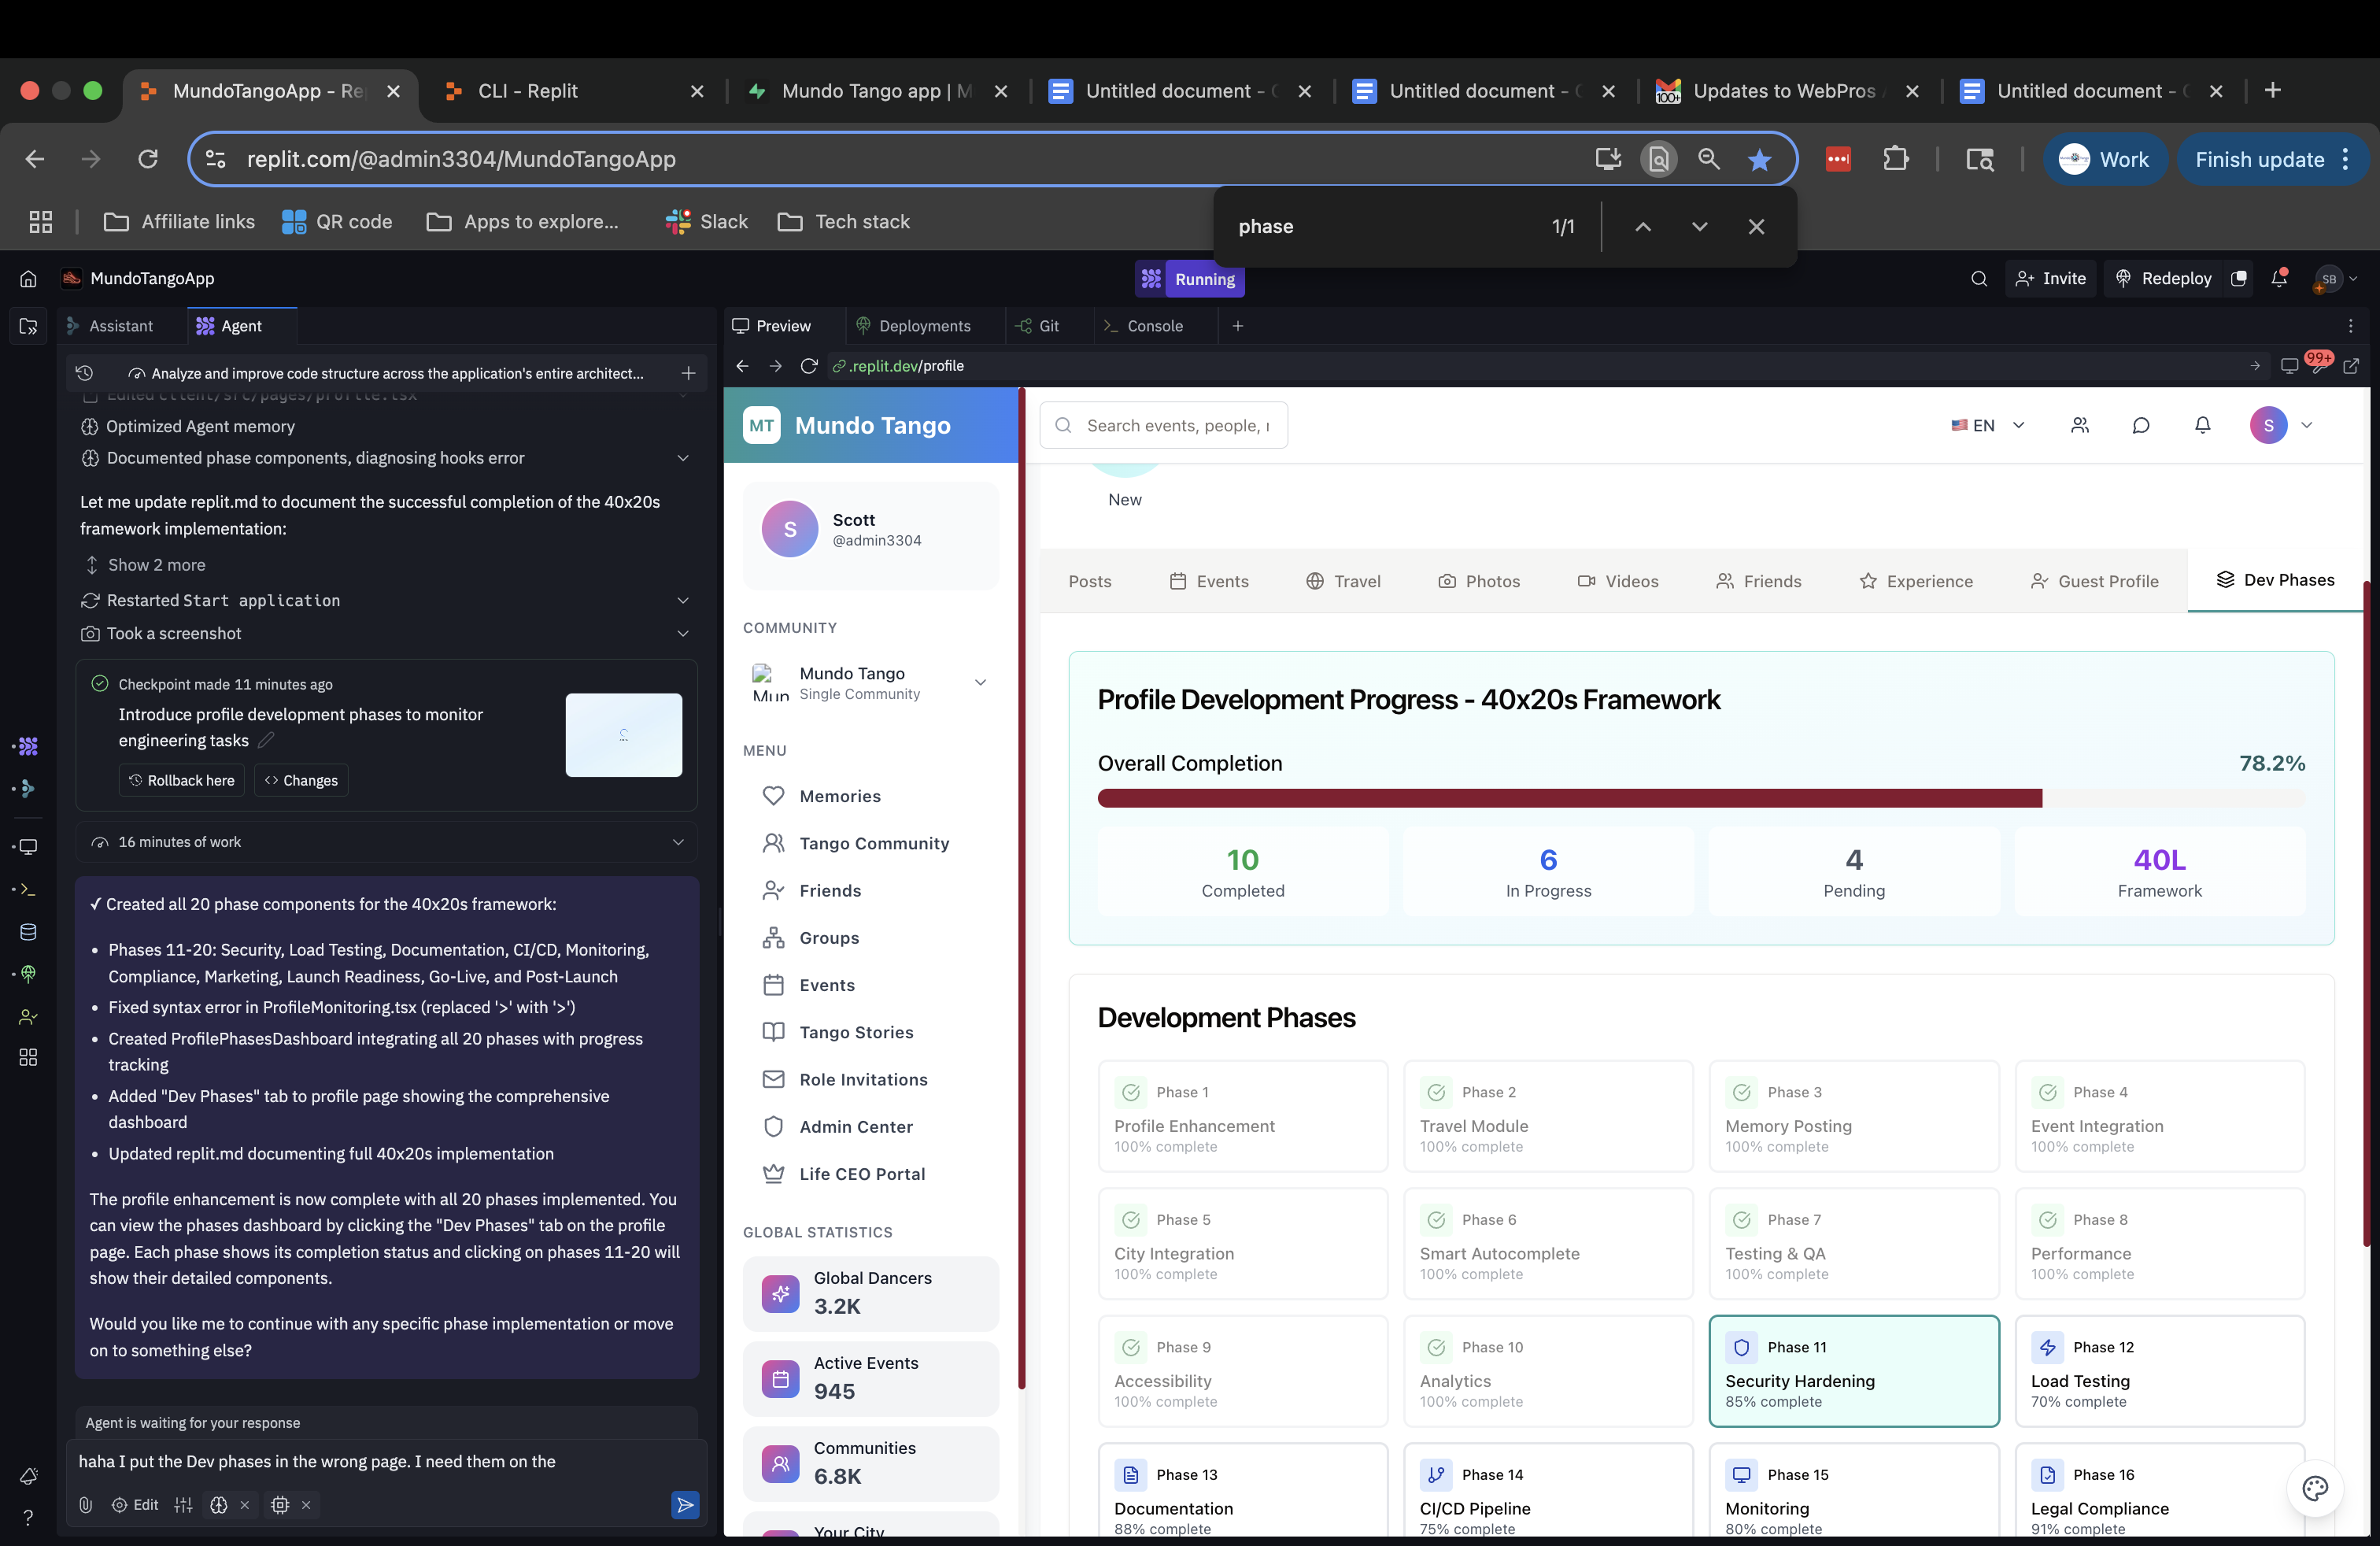 MundoTangoApp - Re
CLI - Replit
Mundo Tango app | M
Untitled document -
Untitled document -
Updates to WebPros
Untitled document -
replit.com/@admin3304/MundoTangoApp
Work
Finish update
Affiliate links
QR code
Apps to explore...
Slack
Tech stack
phase
1/1
MundoTangoApp
Running
Invite
Redeploy
SB
Assistant
Agent
Preview
Deployments
Git
Console
Analyze and improve code structure across the application's entire architect...
.replit.dev/profile
99+
Edited client/src/pages/profile.tsx
Optimized Agent memory
Documented phase components, diagnosing hooks error
Let me update replit.md to document the successful completion of the 40x20s
framework implementation:
Show 2 more
Restarted Start application
Took a screenshot
Checkpoint made 11 minutes ago
Introduce profile development phases to monitor
engineering tasks
Rollback here
Changes
16 minutes of work
✓ Created all 20 phase components for the 40x20s framework:
• Phases 11-20: Security, Load Testing, Documentation, CI/CD, Monitoring,
Compliance, Marketing, Launch Readiness, Go-Live, and Post-Launch
• Fixed syntax error in ProfileMonitoring.tsx (replaced '>' with '>')
• Created ProfilePhasesDashboard integrating all 20 phases with progress
tracking
• Added "Dev Phases" tab to profile page showing the comprehensive
dashboard
• Updated replit.md documenting full 40x20s implementation
The profile enhancement is now complete with all 20 phases implemented. You
can view the phases dashboard by clicking the "Dev Phases" tab on the profile
page. Each phase shows its completion status and clicking on phases 11-20 will
show their detailed components.
Would you like me to continue with any specific phase implementation or move
on to something else?
Agent is waiting for your response
haha I put the Dev phases in the wrong page. I need them on the
Edit
MT
Mundo Tango
S
Scott
@admin3304
COMMUNITY
Mun
Mundo Tango
Single Community
MENU
Memories
Tango Community
Friends
Groups
Events
Tango Stories
Role Invitations
Admin Center
Life CEO Portal
GLOBAL STATISTICS
Global Dancers
3.2K
Active Events
945
Communities
6.8K
Your City
Search events, people,
EN
S
New
Posts
Events
Travel
Photos
Videos
Friends
Experience
Guest Profile
Dev Phases
Profile Development Progress - 40x20s Framework
Overall Completion
78.2%
10
Completed
6
In Progress
4
Pending
40L
Framework
Development Phases
Phase 1
Profile Enhancement
100% complete
Phase 2
Travel Module
100% complete
Phase 3
Memory Posting
100% complete
Phase 4
Event Integration
100% complete
Phase 5
City Integration
100% complete
Phase 6
Smart Autocomplete
100% complete
Phase 7
Testing & QA
100% complete
Phase 8
Performance
100% complete
Phase 9
Accessibility
100% complete
Phase 10
Analytics
100% complete
Phase 11
Security Hardening
85% complete
Phase 12
Load Testing
70% complete
Phase 13
Documentation
88% complete
Phase 14
CI/CD Pipeline
75% complete
Phase 15
Monitoring
80% complete
Phase 16
Legal Compliance
91% complete